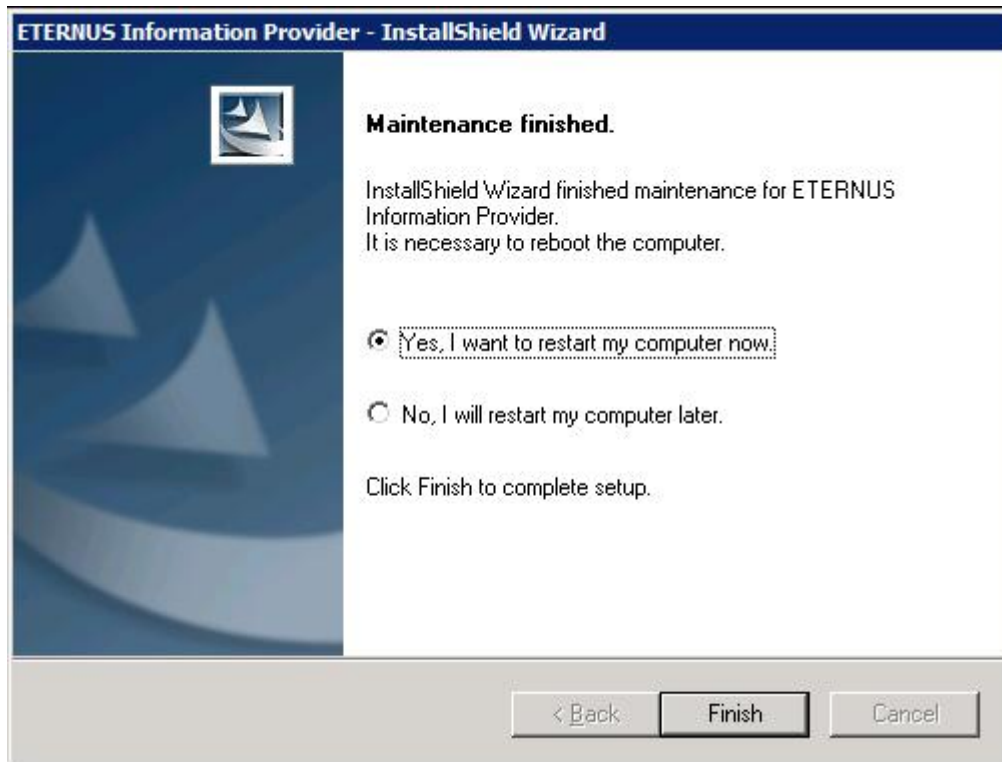 ETERNUS Information Provider - InstallShield Wizard
Maintenance finished.
InstallShield Wizard finished maintenance for ETERNUS
Information Provider.
It is necessary to reboot the computer.
Yes, I want to restart my computer now.
No, I will restart my computer later.
Click Finish to complete setup.
< Back
Finish
Cancel